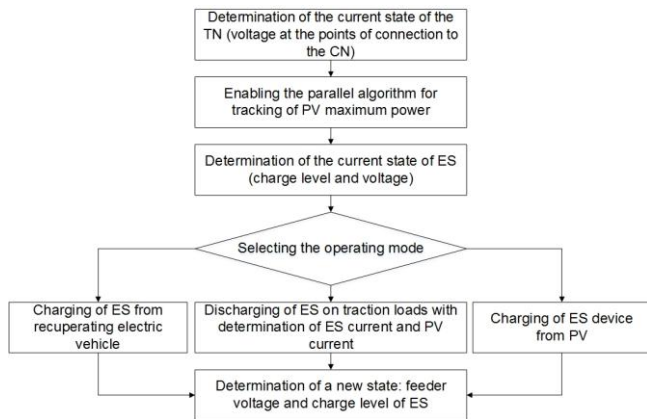 Determination of the current state of the
TN (voltage at the points of connection to
the CN)
Enabling the parallel algorithm for
tracking of PV maximum power
Determination of the current state of ES
(charge level and voltage)
Selecting the operating mode
Charging of ES from
recuperating electric
vehicle
Discharging of ES on traction loads with
determination of ES current and PV
current
Charging of ES device
from PV
Determination of a new state: feeder
voltage and charge level of ES